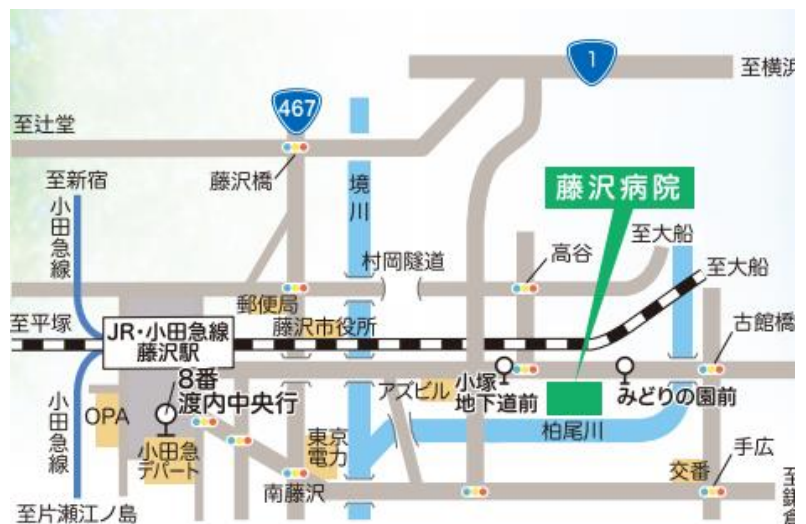 1
至横浜
467
至辻堂
藤沢橋
至新宿
小田急線
境川
藤沢病院
至大船
村岡隧道
高谷
至大船
郵便局
至平塚
JR・小田急線
藤沢駅
藤沢市役所
古館橋
8番
渡内中央行
アズビル
小塚
地下道前
みどりの園前
OPA
小田急線
小田急
デパート
東京
電力
柏尾川
手広
交番
南藤沢
至片瀬江ノ島
至鎌倉